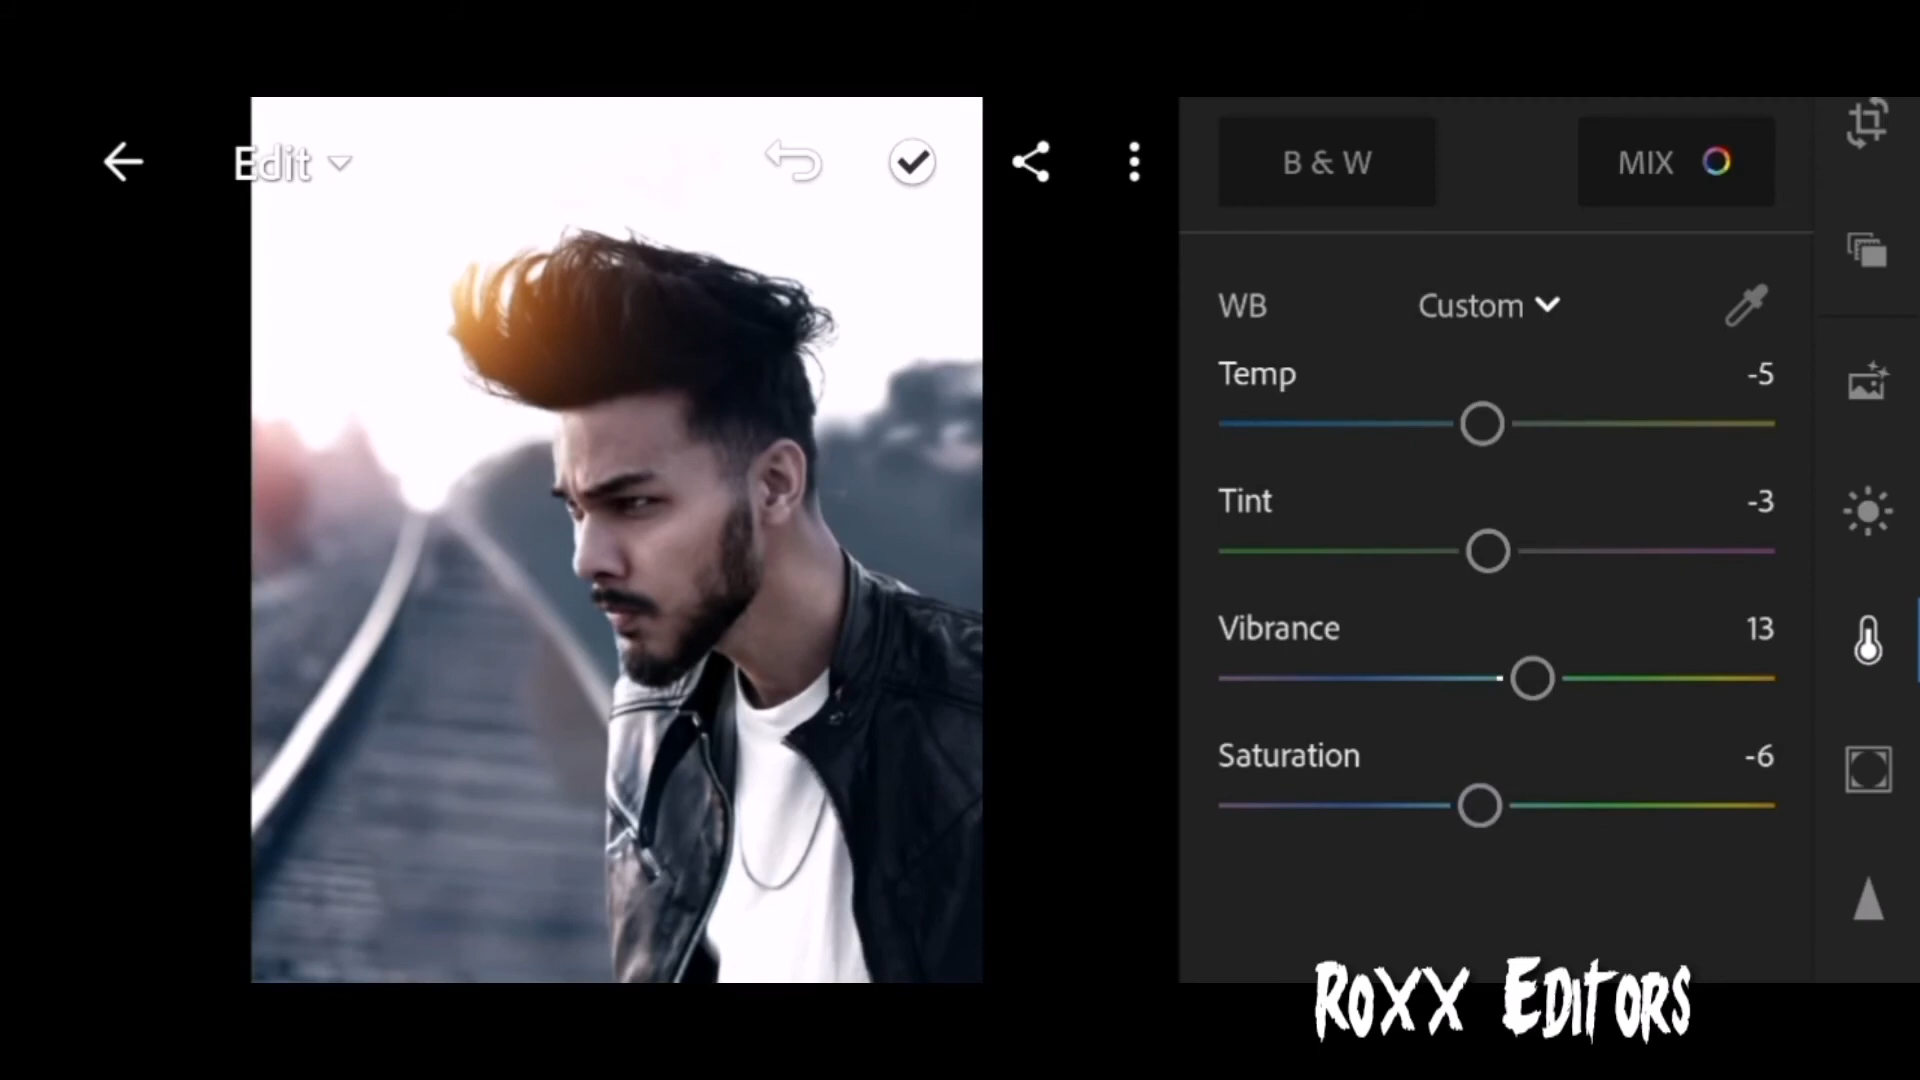 Edit
B & W
MIX
WB
Custom
Temp
-5
Tint
-3
Vibrance
13
Saturation
-6
Roxx Editors